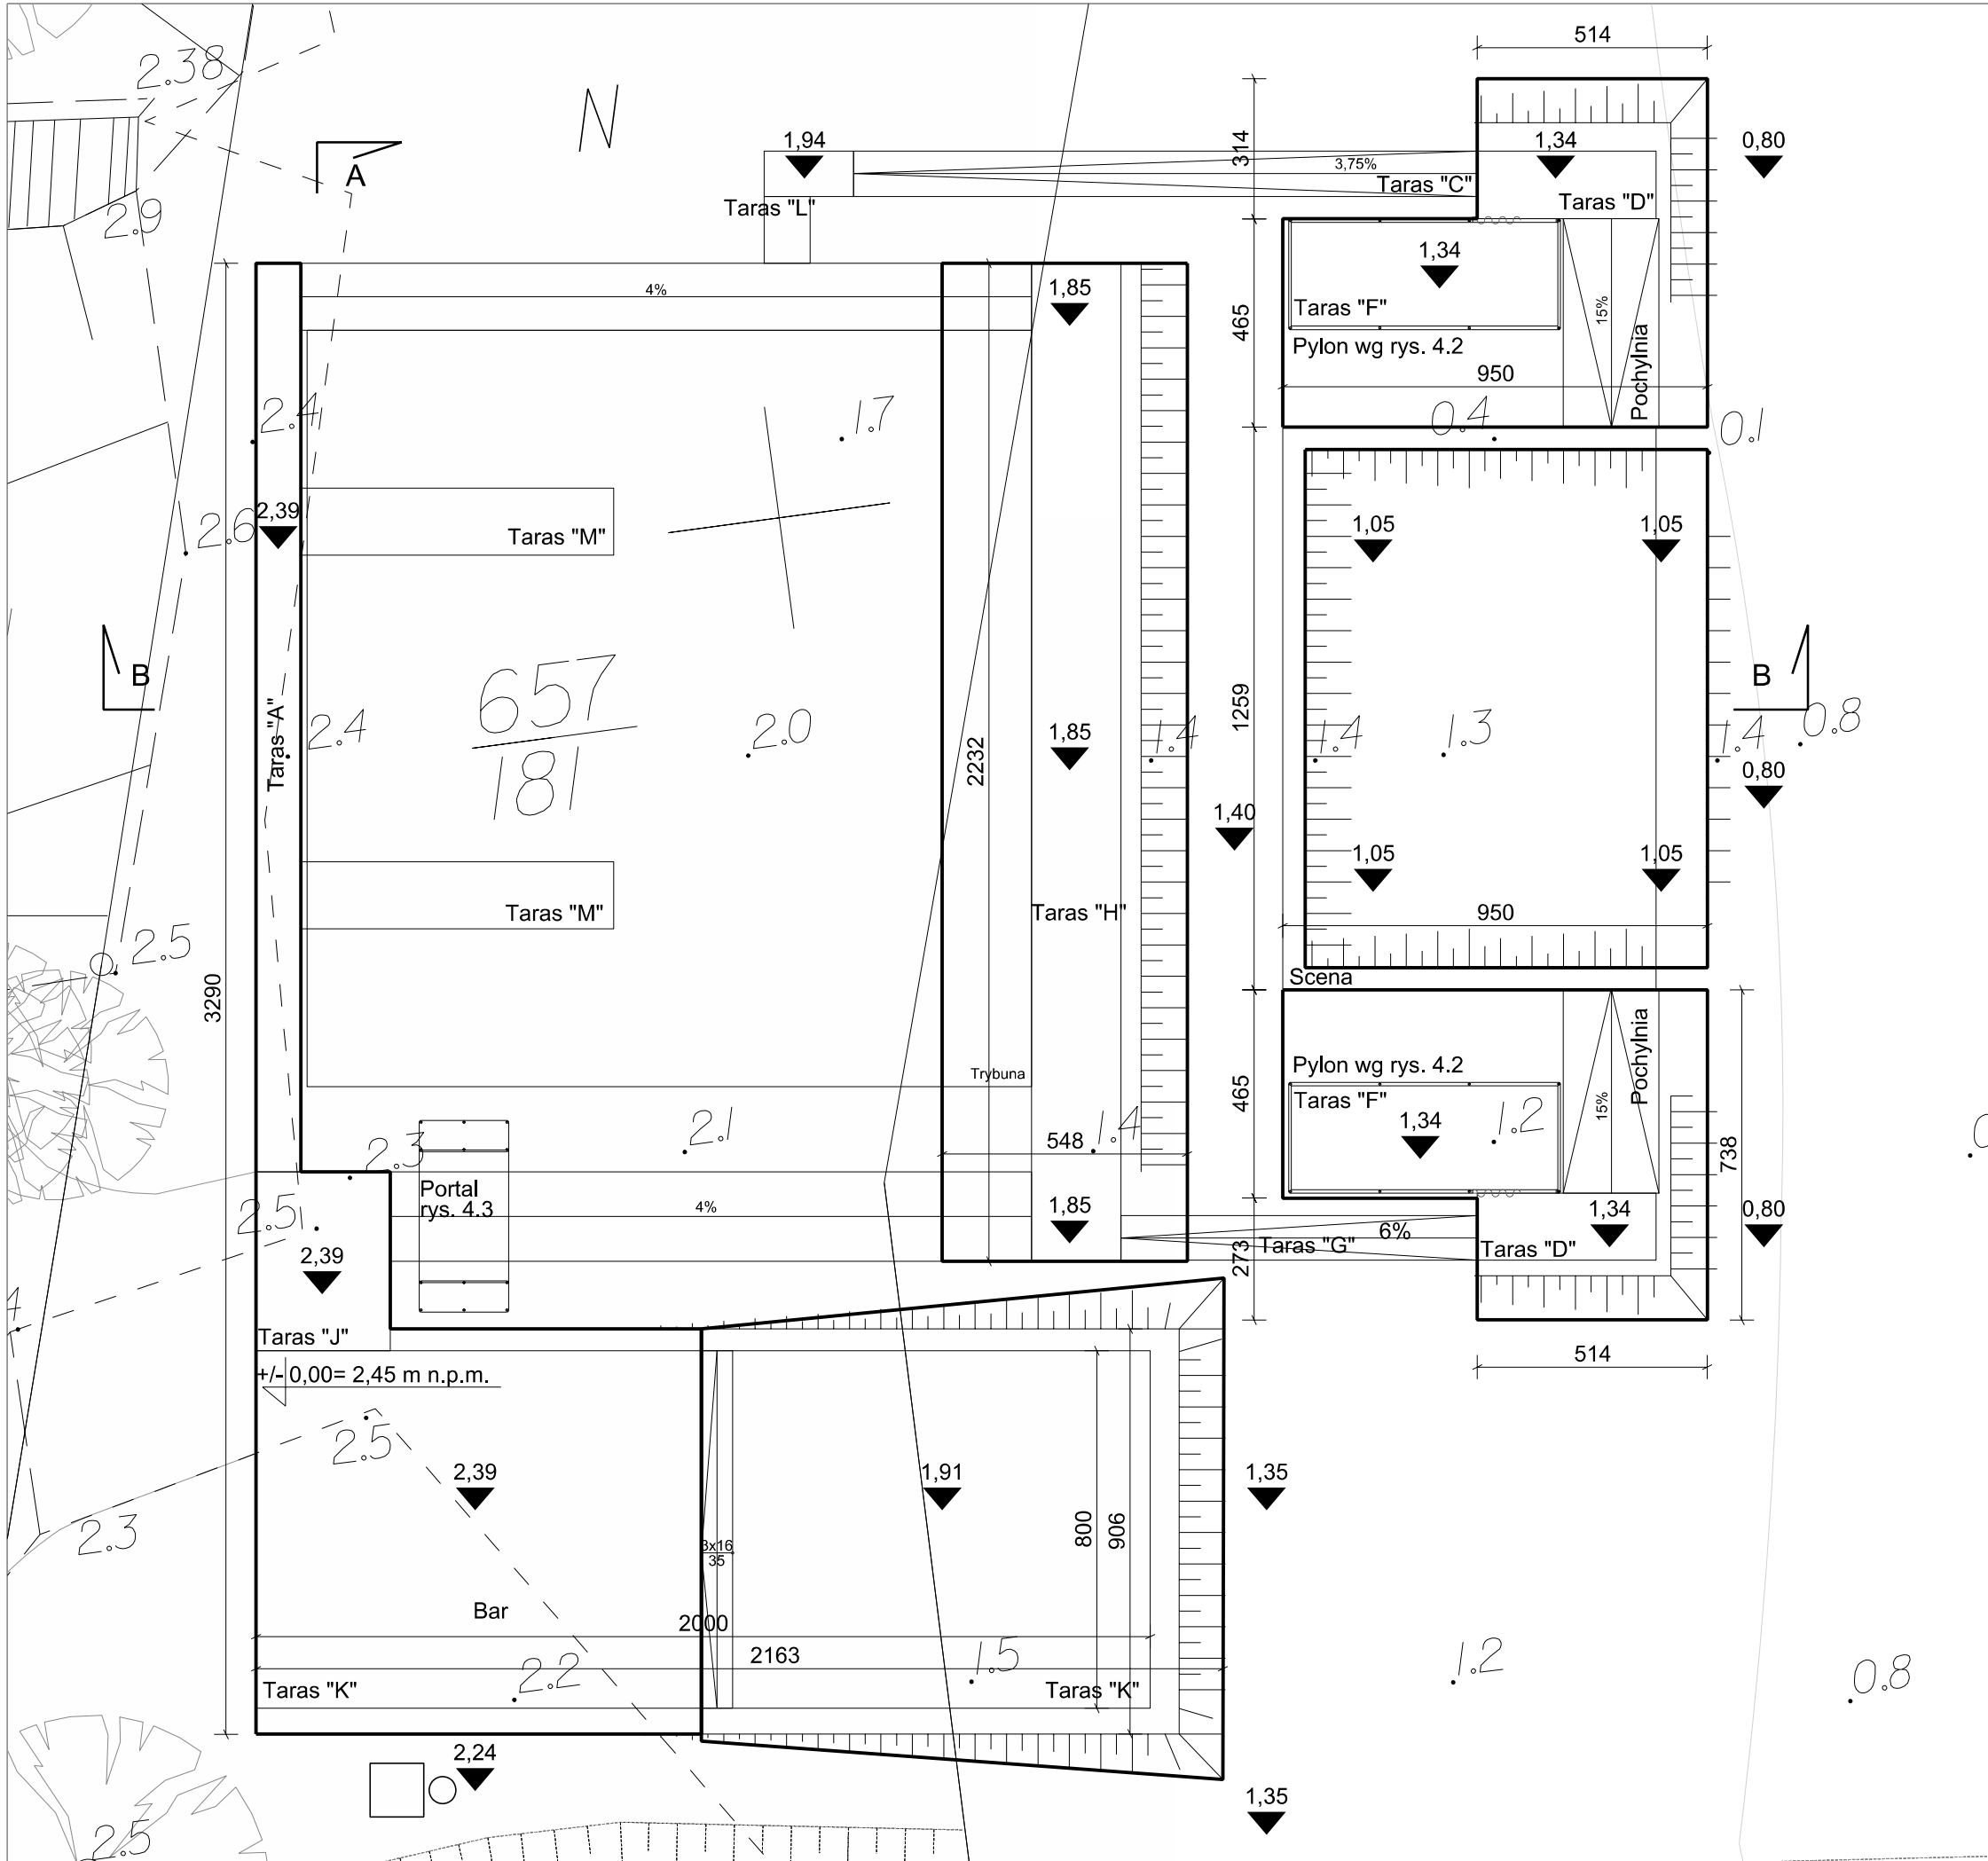 514
2.38
N
1,94
1,34
0,80
314
3,75%
A
Taras "C"
Taras "L"
Taras "D"
2.9
1,34
4%
1,85
Taras "F"
465
15%
Pochylnia
Pylon wg rys. 4.2
950
2.4
1.7
0.4
0.1
2,39
2.6
Taras "M"
1,05
1,05
B
B
657
181
Taras "A"
2.4
2.0
1,85
1.4
1259
1.4
1.3
1.4
0.8
2232
0,80
1,40
1,05
1,05
Taras "M"
Taras "H"
950
2.5
3290
Scena
Trybuna
Pylon wg rys. 4.2
Taras "F"
465
15%
Pochylnia
1,34
1.2
2.3
2.1
548
1.4
738
Portal
rys. 4.3
4%
1,85
2.5
2,39
273
Taras "G"
6%
Taras "D"
1,34
0,80
Taras "J"
514
+/- 0,00= 2,45 m n.p.m.
2.5
2,39
1,91
1,35
2.3
3x16
35
800
906
Bar
2000
2163
2.2
1.5
1.2
0.8
Taras "K"
Taras "K"
2,24
1,35
2.5